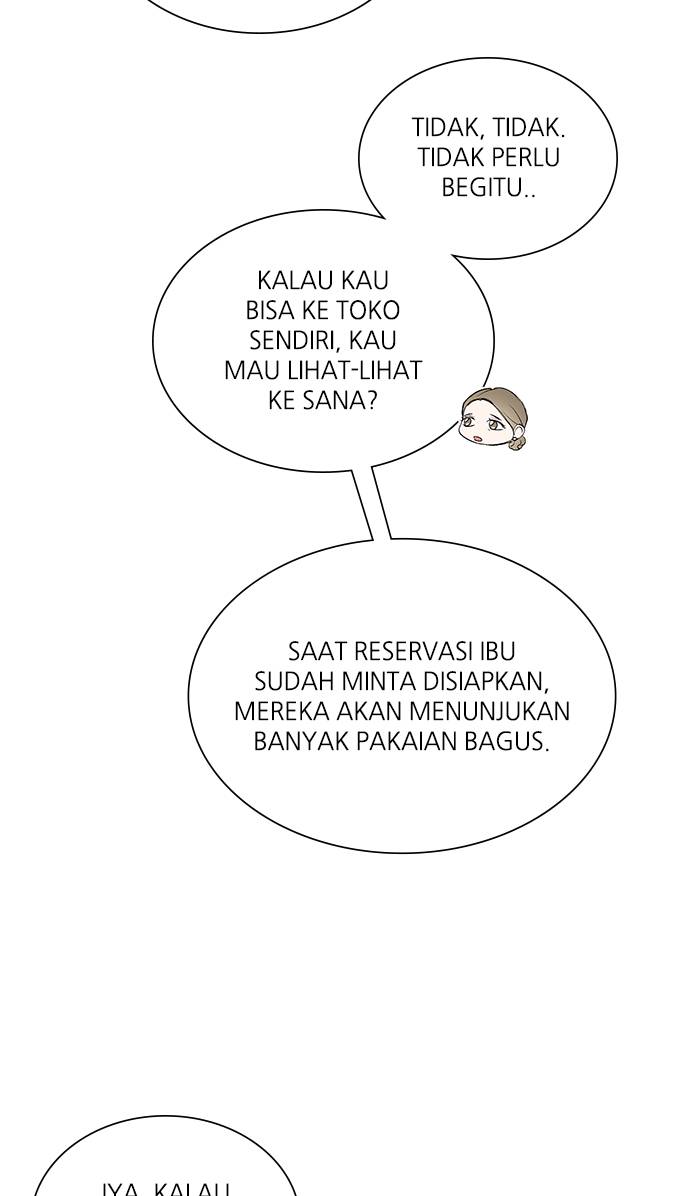 TIDAK, TIDAK.
TIDAK PERLU
BEGITU..
KALAU KAU
BISA KE TOKO
SENDIRI, KAU
MAU LIHAT-LIHAT
KE SANA?
SAAT RESERVASI IBU
SUDAH MINTA DISIAPKAN,
MEREKA AKAN MENUNJUKAN
BANYAK PAKAIAN BAGUS.
IYA, KALAU